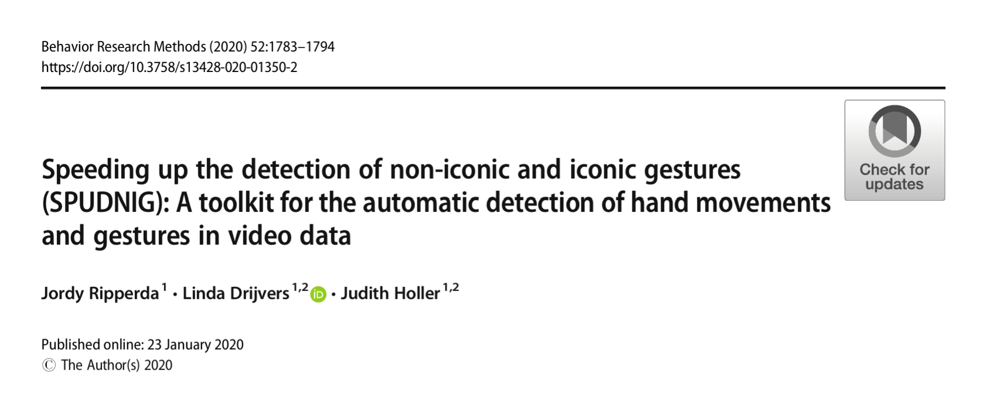 Behavior Research Methods (2020) 52:1783–1794
https://doi.org/10.3758/s13428-020-01350-2
Check for
updates
Speeding up the detection of non-iconic and iconic gestures
(SPUDNIG): A toolkit for the automatic detection of hand movements
and gestures in video data
Jordy Ripperda¹ · Linda Drijvers¹,² iD · Judith Holler¹,²
Published online: 23 January 2020
© The Author(s) 2020